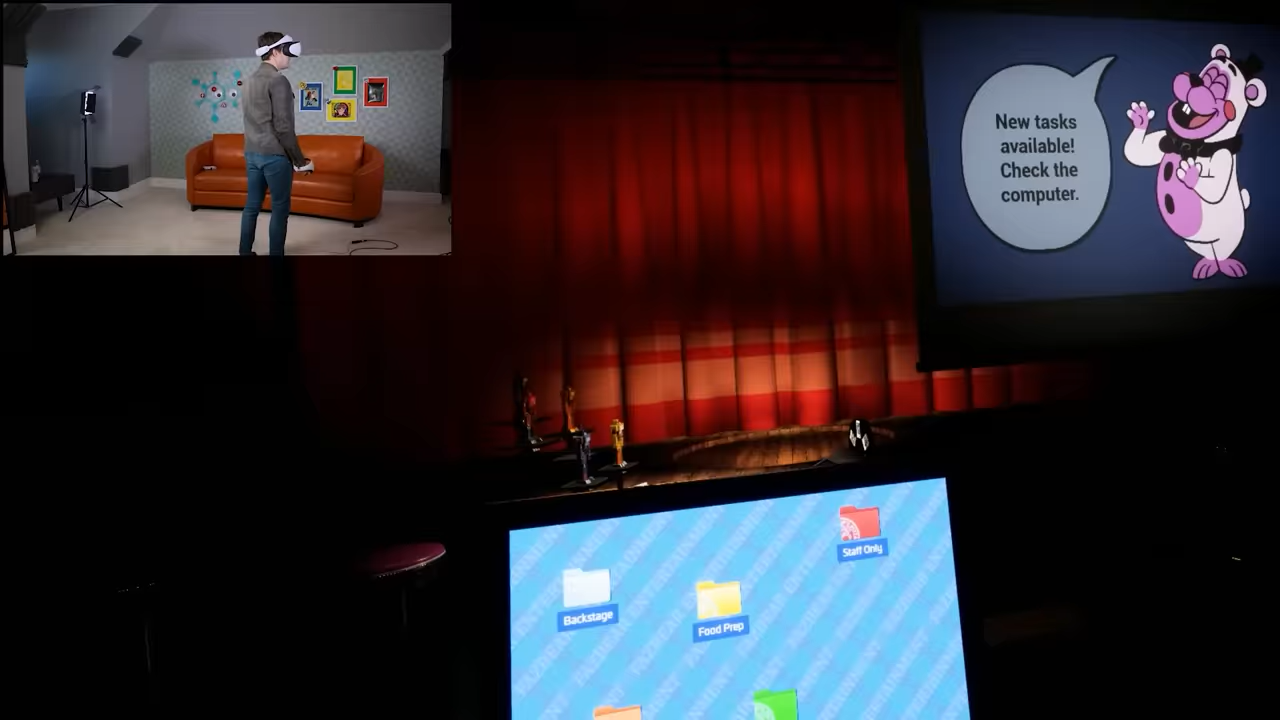 New tasks
available!
Check the
computer.
Staff Only
Backstage
Food Prep